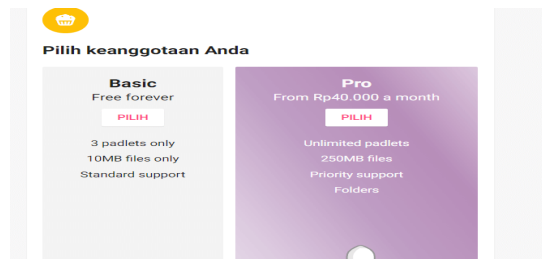 Pilih keanggotaan Anda
Basic
Free forever
PILIH
3 padlets only
10MB files only
Standard support
Pro
From Rp40.000 a month
PILIH
Unlimited padlets
250MB files
Priority support
Folders